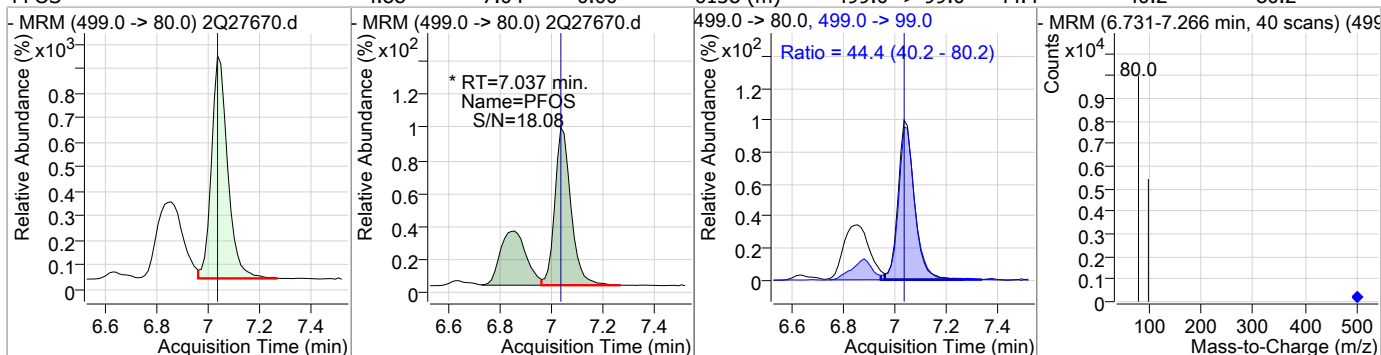 - MRM (499.0 -> 80.0) 2Q27670.d
Relative Abundance (%)
x10³
0.8
0.7
0.6
0.5
0.4
0.3
0.2
0.1
0
6.6 6.8 7 7.2 7.4
Acquisition Time (min)
- MRM (499.0 -> 80.0) 2Q27670.d
Relative Abundance (%)
x10²
* RT=7.037 min.
Name=PFOS
S/N=18.08
1.2
1
0.8
0.6
0.4
0.2
0
6.6 6.8 7 7.2 7.4
Acquisition Time (min)
499.0 -> 80.0, 499.0 -> 99.0
Relative Abundance (%)
x10²
Ratio = 44.4 (40.2 - 80.2)
1.2
1
0.8
0.6
0.4
0.2
0
6.6 6.8 7 7.2 7.4
Acquisition Time (min)
- MRM (6.731-7.266 min, 40 scans) (499
Counts
x10⁴
80.0
0.9
0.8
0.7
0.6
0.5
0.4
0.3
0.2
0.1
0
100 200 300 400 500
Mass-to-Charge (m/z)